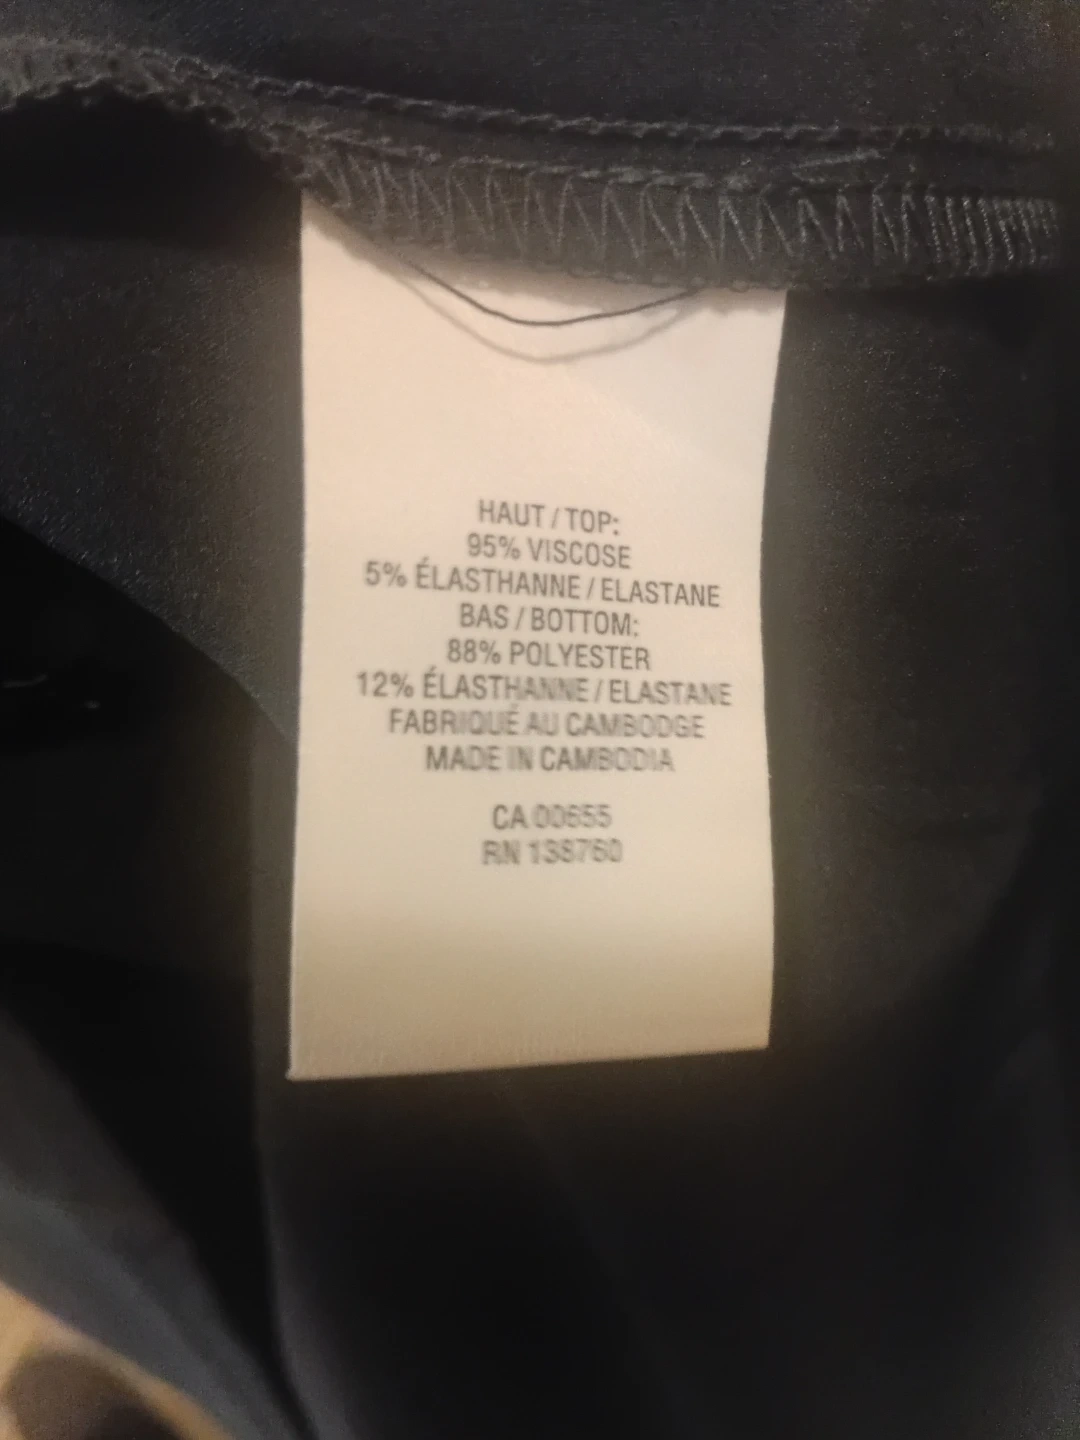 HAUT / TOP:
95% VISCOSE
5% ÉLASTHANNE / ELASTANE
BAS / BOTTOM:
88% POLYESTER
12% ÉLASTHANNE / ELASTANE
FABRIQUÉ AU CAMBODGE
MADE IN CAMBODIA
CA 00655
RN 138760